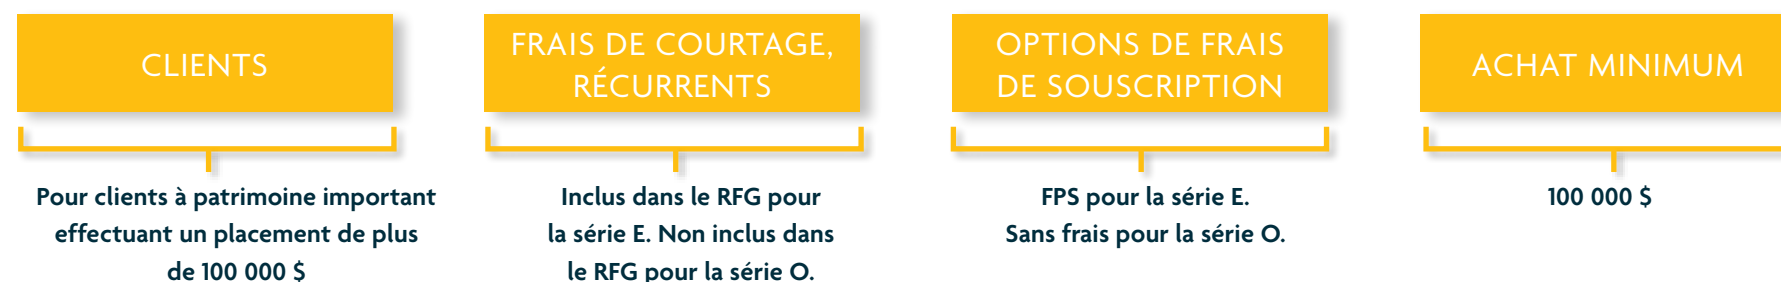 CLIENTS
Pour clients à patrimoine important
effectuant un placement de plus
de 100 000 $
FRAIS DE COURTAGE,
RÉCURRENTS
Inclus dans le RFG pour
la série E. Non inclus dans
le RFG pour la série O.
OPTIONS DE FRAIS
DE SOUSCRIPTION
FPS pour la série E.
Sans frais pour la série O.
ACHAT MINIMUM
100 000 $